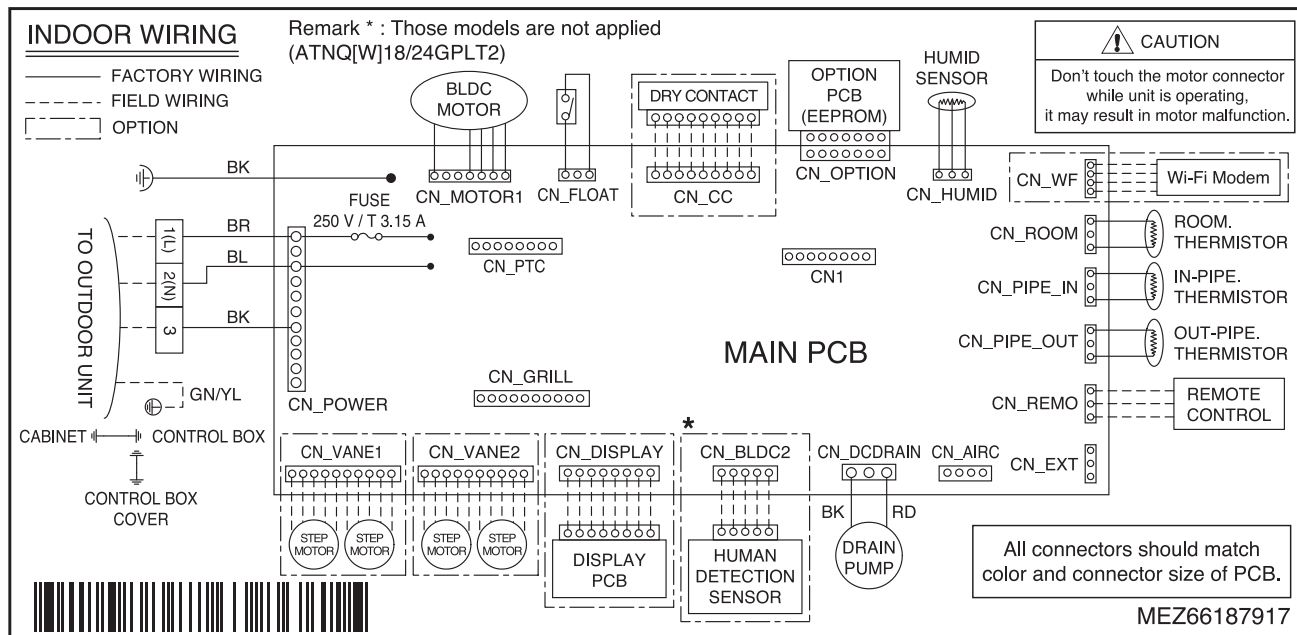 INDOOR WIRING
FACTORY WIRING
FIELD WIRING
OPTION
Remark * : Those models are not applied
(ATNQ[W]18/24GPLT2)
BLDC
MOTOR
DRY CONTACT
OPTION
PCB
(EEPROM)
HUMID
SENSOR
CAUTION
Don't touch the motor connector
while unit is operating,
it may result in motor malfunction.
BK
CN_MOTOR1
CN_FLOAT
CN_CC
CN_OPTION
CN_HUMID
CN_WF
Wi-Fi Modem
FUSE
250 V / T 3.15 A
TO OUTDOOR UNIT
1(L)
2(N)
3
BR
BL
BK
CN_PTC
CN1
CN_ROOM
ROOM.
THERMISTOR
CN_PIPE_IN
IN-PIPE.
THERMISTOR
CN_PIPE_OUT
OUT-PIPE.
THERMISTOR
MAIN PCB
GN/YL
CN_POWER
CN_GRILL
CN_REMO
REMOTE
CONTROL
CABINET
CONTROL BOX
CONTROL BOX
COVER
CN_VANE1
CN_VANE2
CN_DISPLAY
*
CN_BLDC2
CN_DCDRAIN
CN_AIRC
CN_EXT
STEP
MOTOR
STEP
MOTOR
STEP
MOTOR
STEP
MOTOR
DISPLAY
PCB
HUMAN
DETECTION
SENSOR
BK
RD
DRAIN
PUMP
All connectors should match
color and connector size of PCB.
MEZ66187917